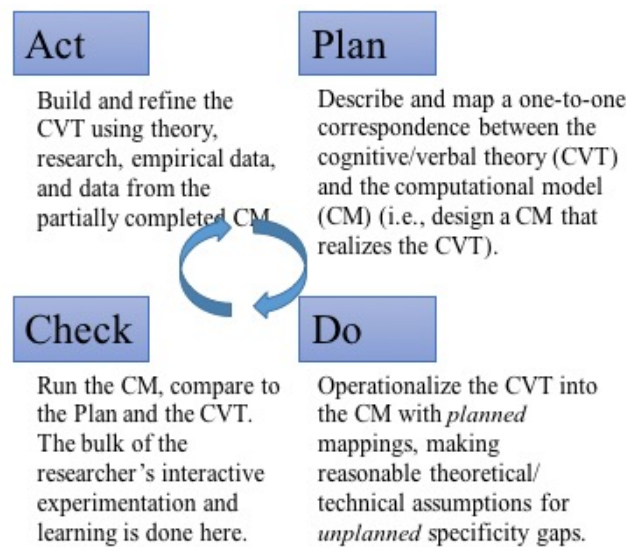 Act
Build and refine the
CVT using theory,
research, empirical data,
and data from the
partially completed CM
Plan
Describe and map a one-to-one
correspondence between the
cognitive/verbal theory (CVT)
and the computational model
(CM) (i.e., design a CM that
realizes the CVT).
Check
Run the CM, compare to
the Plan and the CVT.
The bulk of the
researcher's interactive
experimentation and
learning is done here.
Do
Operationalize the CVT into
the CM with planned
mappings, making
reasonable theoretical/
technical assumptions for
unplanned specificity gaps.